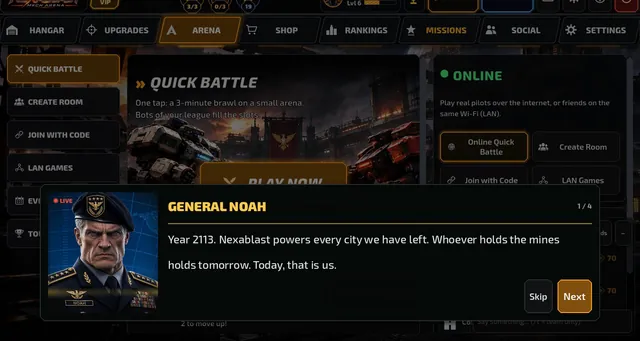 VIP
3/3
0/3
19
Lvl 6
HANGAR
UPGRADES
ARENA
SHOP
RANKINGS
MISSIONS
SOCIAL
SETTINGS
QUICK BATTLE
CREATE ROOM
JOIN WITH CODE
LAN GAMES
» QUICK BATTLE
One tap: a 3-minute brawl on a small arena.
Bots of your league fill the slots.
PLAY NOW
ONLINE
Play real pilots over the internet, or friends on the
same Wi-Fi (LAN).
Online Quick
Battle
Create Room
Join with Code
LAN Games
LIVE
NOAH
GENERAL NOAH
1 / 4
Year 2113. Nexablast powers every city we have left. Whoever holds the mines
holds tomorrow. Today, that is us.
Skip
Next
70
2 to move up!